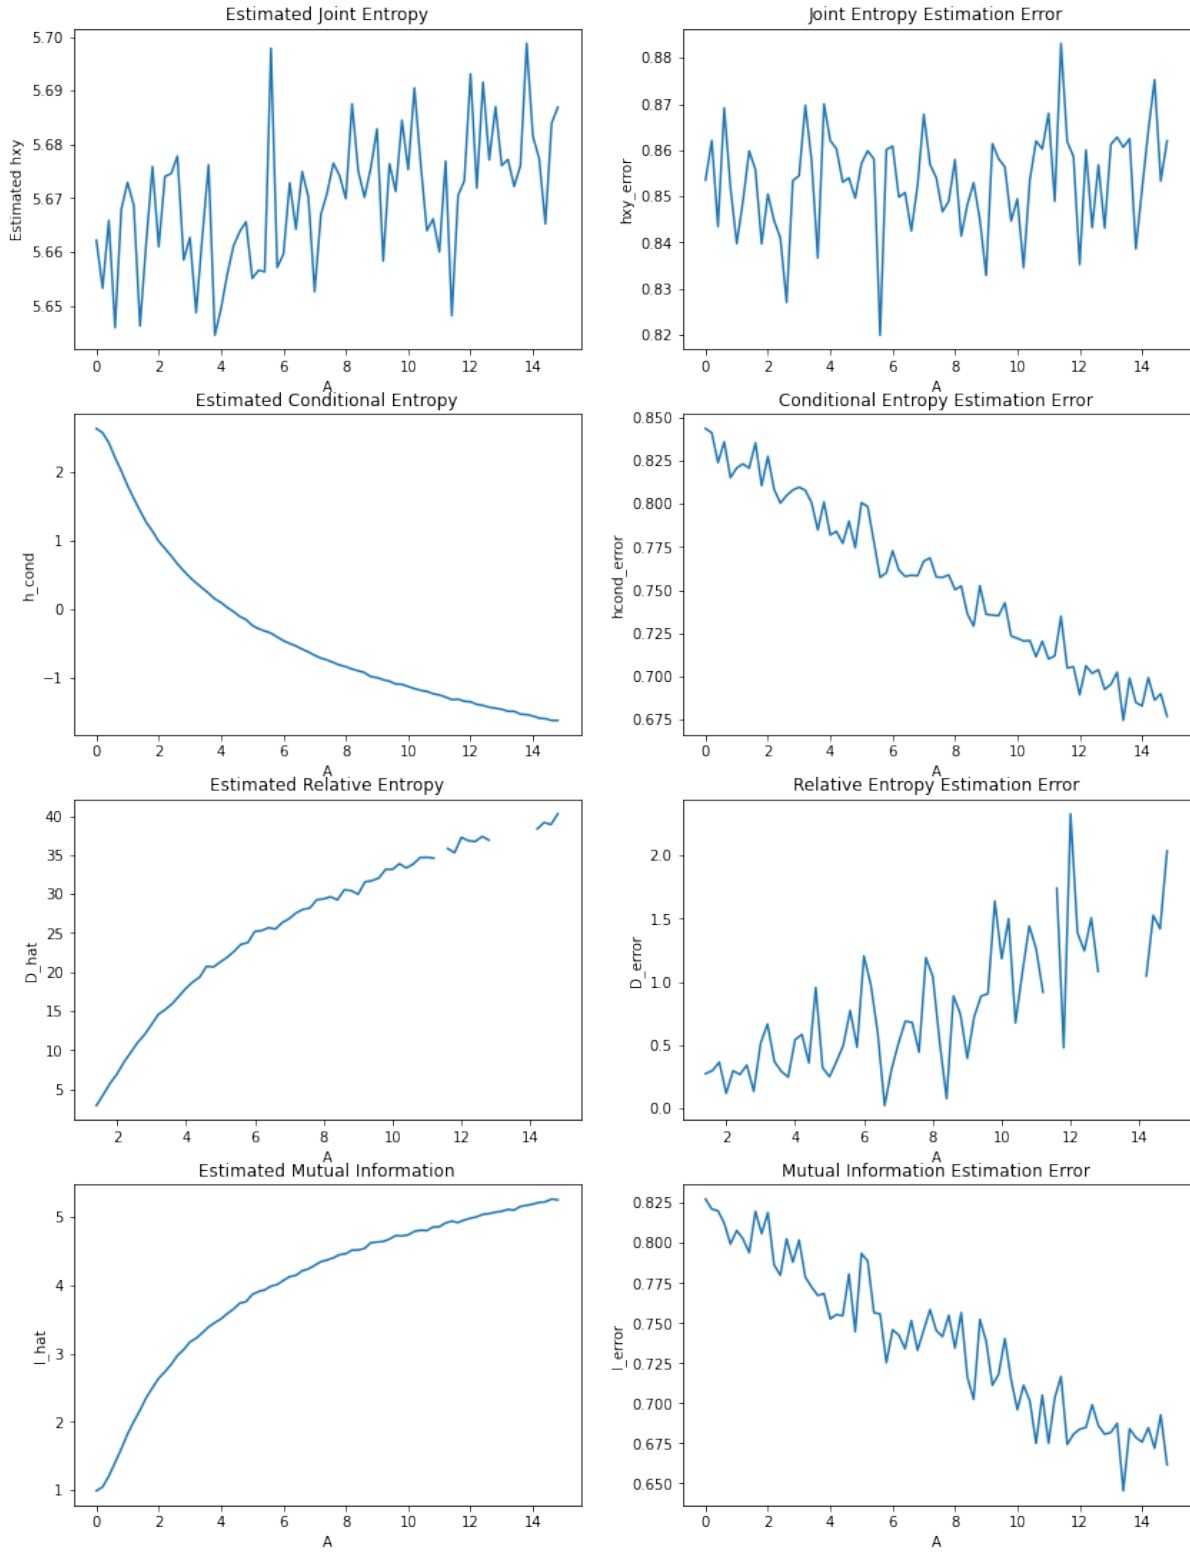 Estimated Joint Entropy
Estimated hxy
5.70
5.69
5.68
5.67
5.66
5.65
0 2 4 6 8 10 12 14
A
Joint Entropy Estimation Error
hxy_error
0.88
0.87
0.86
0.85
0.84
0.83
0.82
0 2 4 6 8 10 12 14
A
Estimated Conditional Entropy
h_cond
2
1
0
−1
0 2 4 6 8 10 12 14
A
Conditional Entropy Estimation Error
hcond_error
0.850
0.825
0.800
0.775
0.750
0.725
0.700
0.675
0 2 4 6 8 10 12 14
A
Estimated Relative Entropy
D_hat
40
35
30
25
20
15
10
5
2 4 6 8 10 12 14
A
Relative Entropy Estimation Error
D_error
2.0
1.5
1.0
0.5
0.0
2 4 6 8 10 12 14
A
Estimated Mutual Information
I_hat
5
4
3
2
1
0 2 4 6 8 10 12 14
A
Mutual Information Estimation Error
I_error
0.825
0.800
0.775
0.750
0.725
0.700
0.675
0.650
0 2 4 6 8 10 12 14
A